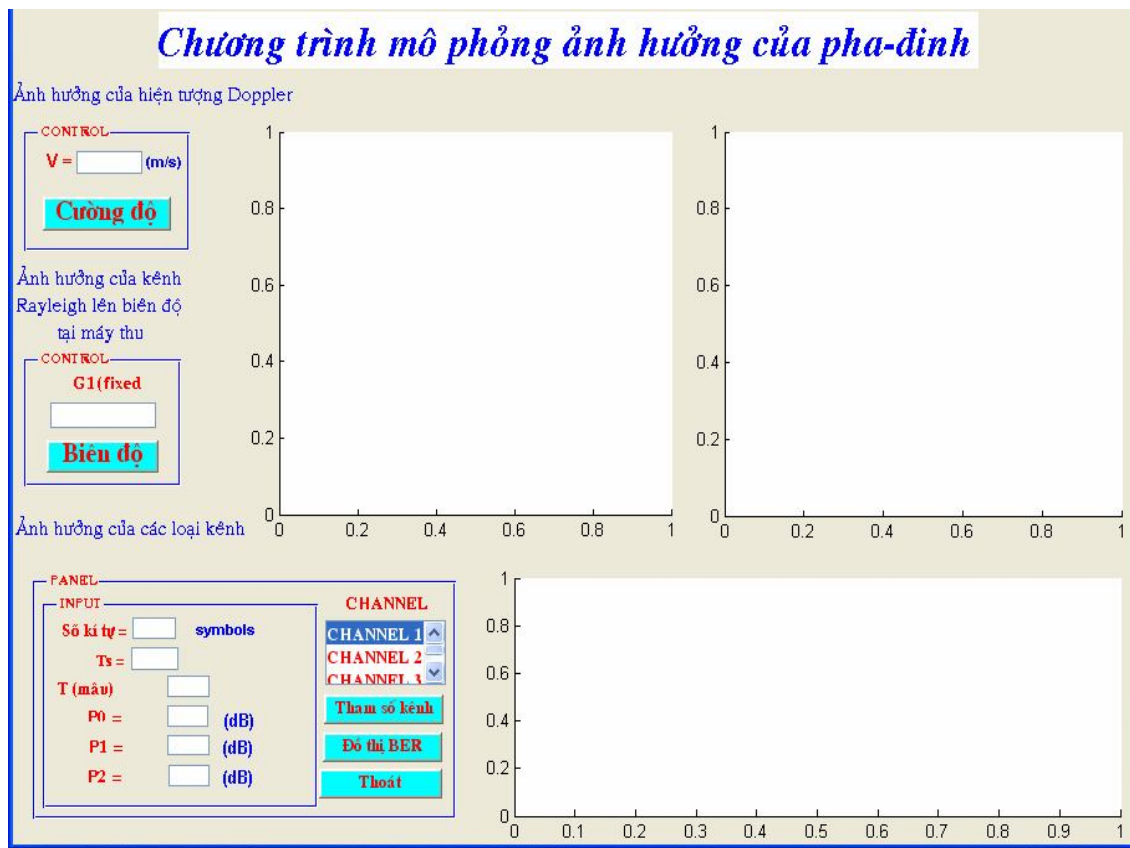 Chương trình mô phỏng ảnh hưởng của pha-đinh
Ảnh hưởng của hiện tượng Doppler
CONTROL
V = (m/s)
Cường độ
Ảnh hưởng của kênh
Rayleigh lên biên độ
tại máy thu
CONTROL
G1(fixed
Biên độ
Ảnh hưởng của các loại kênh
1
0.8
0.6
0.4
0.2
0
0 0.2 0.4 0.6 0.8 1
1
0.8
0.6
0.4
0.2
0
0 0.2 0.4 0.6 0.8 1
PANEL
INPUT
Số kí tự = symbols
Ts =
T (mâu)
P0 = (dB)
P1 = (dB)
P2 = (dB)
CHANNEL
CHANNEL 1
CHANNEL 2
CHANNEL 3
Tham số kênh
Đồ thị BER
Thoát
1
0.8
0.6
0.4
0.2
0
0 0.1 0.2 0.3 0.4 0.5 0.6 0.7 0.8 0.9 1